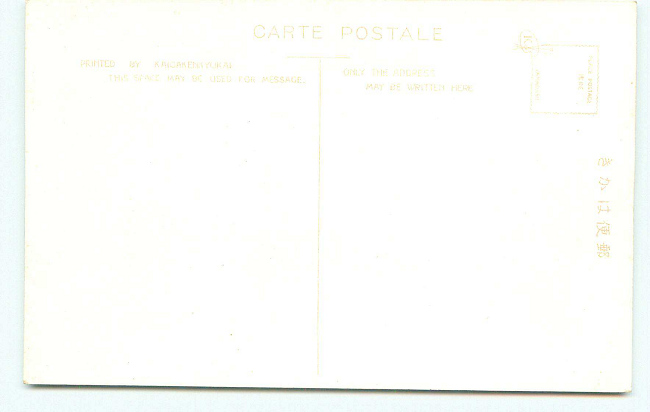 CARTE POSTALE
PRINTED BY
THIS SPACE MAY BE USED FOR MESSAGE.
ONLY THE ADDRESS
MAY BE WRITTEN HERE
きかは便郵